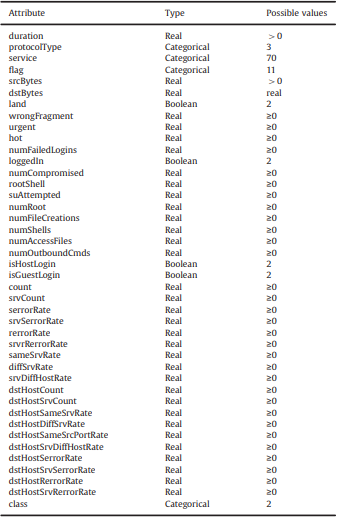 Attribute Type Possible values
duration Real >0
protocolType Categorical 3
service Categorical 70
flag Categorical 11
srcBytes Real >0
dstBytes Real real
land Boolean 2
wrongFragment Real ≥0
urgent Real ≥0
hot Real ≥0
numFailedLogins Real ≥0
loggedIn Boolean 2
numCompromised Real ≥0
rootShell Real ≥0
suAttempted Real ≥0
numRoot Real ≥0
numFileCreations Real ≥0
numShells Real ≥0
numAccessFiles Real ≥0
numOutboundCmds Real ≥0
isHostLogin Boolean 2
isGuestLogin Boolean 2
count Real ≥0
srvCount Real ≥0
serrorRate Real ≥0
srvSerrorRate Real ≥0
rerrorRate Real ≥0
srvrRerrorRate Real ≥0
sameSrvRate Real ≥0
diffSrvRate Real ≥0
srvDiffHostRate Real ≥0
dstHostCount Real ≥0
dstHostSrvCount Real ≥0
dstHostSameSrvRate Real ≥0
dstHostDiffSrvRate Real ≥0
dstHostSameSrcPortRate Real ≥0
dstHostSrvDiffHostRate Real ≥0
dstHostSerrorRate Real ≥0
dstHostSrvSerrorRate Real ≥0
dstHostRerrorRate Real ≥0
dstHostSrvRerrorRate Real ≥0
class Categorical 2